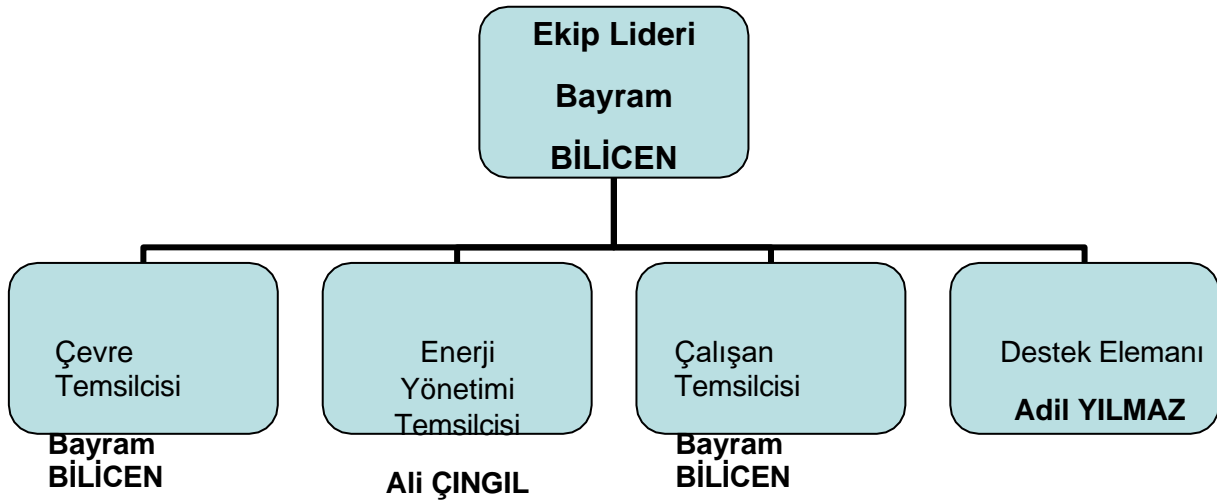 Ekip Lideri
Bayram
BİLİCEN
Çevre
Temsilcisi
Bayram
BİLİCEN
Enerji
Yönetimi
Temsilcisi
Ali ÇINGIL
Çalışan
Temsilcisi
Bayram
BİLİCEN
Destek Elemanı
Adil YILMAZ